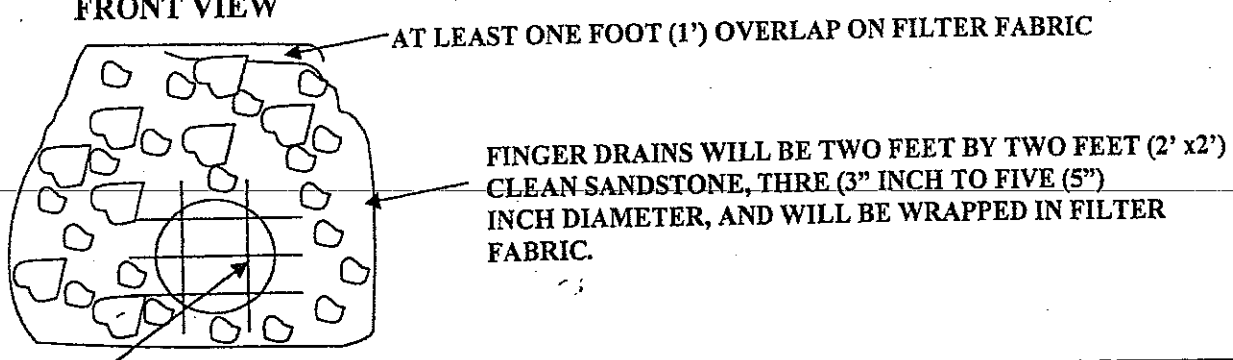 FRONT VIEW
AT LEAST ONE FOOT (1’) OVERLAP ON FILTER FABRIC
FINGER DRAINS WILL BE TWO FEET BY TWO FEET (2’ x2’)
CLEAN SANDSTONE, THRE (3” INCH TO FIVE (5”)
INCH DIAMETER, AND WILL BE WRAPPED IN FILTER
FABRIC.